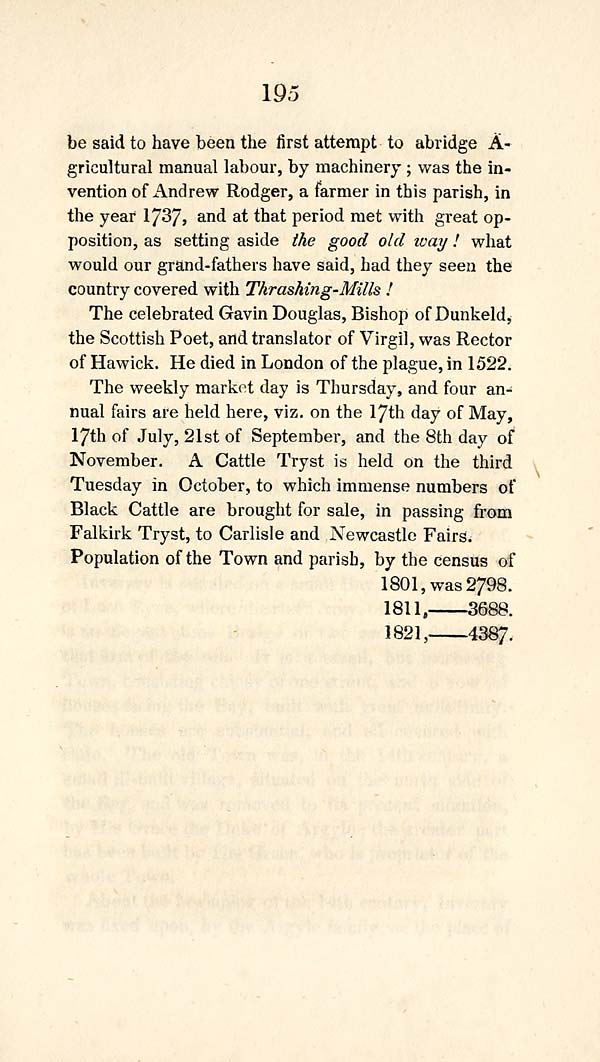 195
be said to have been the first attempt to abridge A-
gricultural manual labour, by machinery; was the in-
vention of Andrew Rodger, a farmer in this parish, in
the year 1737, and at that period met with great op-
position, as setting aside the good old way! what
would our grand-fathers have said, had they seen the
country covered with Thrashing-Mills!
The celebrated Gavin Douglas, Bishop of Dunkeld,
the Scottish Poet, and translator of Virgil, was Rector
of Hawick. He died in London of the plague, in 1522.
The weekly market day is Thursday, and four an-
nual fairs are held here, viz. on the 17th day of May,
17th of July, 21st of September, and the 8th day of
November. A Cattle Tryst is held on the third
Tuesday in October, to which immense numbers of
Black Cattle are brought for sale, in passing from
Falkirk Tryst, to Carlisle and Newcastle Fairs.
Population of the Town and parish, by the census of
1801, was 2798.
1811,——3688.
1821,——4387.